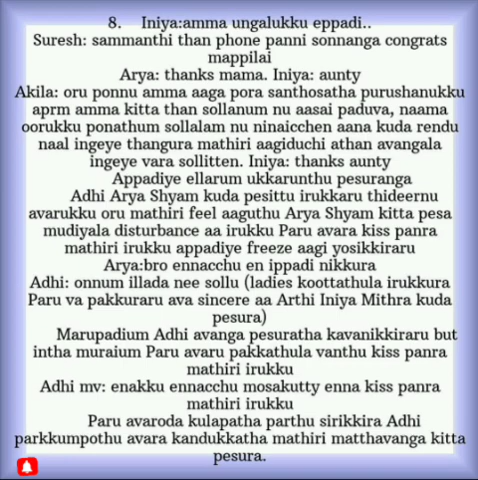 8. Iniya:amma ungalukku eppadi..
Suresh: sammanthi than phone panni sonnanga congrats
mappilai
Arya: thanks mama. Iniya: aunty
Akila: oru ponnu amma aaga pora santhosatha purushanukku
aprm amma kitta than sollanum nu aasai paduva, naama
oorukku ponathum sollalam nu ninaicchen aana kuda rendu
naal ingeye thangura mathiri aagiduchi athan avangala
ingeye vara sollitten. Iniya: thanks aunty
Appadiye ellarum ukkarunthu pesuranga
Adhi Arya Shyam kuda pesittu irukkaru thideernu
avarukku oru mathiri feel aaguthu Arya Shyam kitta pesa
mudiyala disturbance aa irukku Paru avara kiss panra
mathiri irukku appadiye freeze aagi yosikkiraru
Arya:bro ennacchu en ippadi nikkura
Adhi: onnum illada nee sollu (ladies koottathula irukkura
Paru va pakkuraru ava sincere aa Arthi Iniya Mithra kuda
pesura)
Marupadium Adhi avanga pesuratha kavanikkiraru but
intha muraium Paru avaru pakkathula vanthu kiss panra
mathiri irukku
Adhi mv: enakku ennacchu mosakutty enna kiss panra
mathiri irukku
Paru avaroda kulapatha parthu sirikkira Adhi
parkkumpothu avara kandukkatha mathiri matthavanga kitta
pesura.